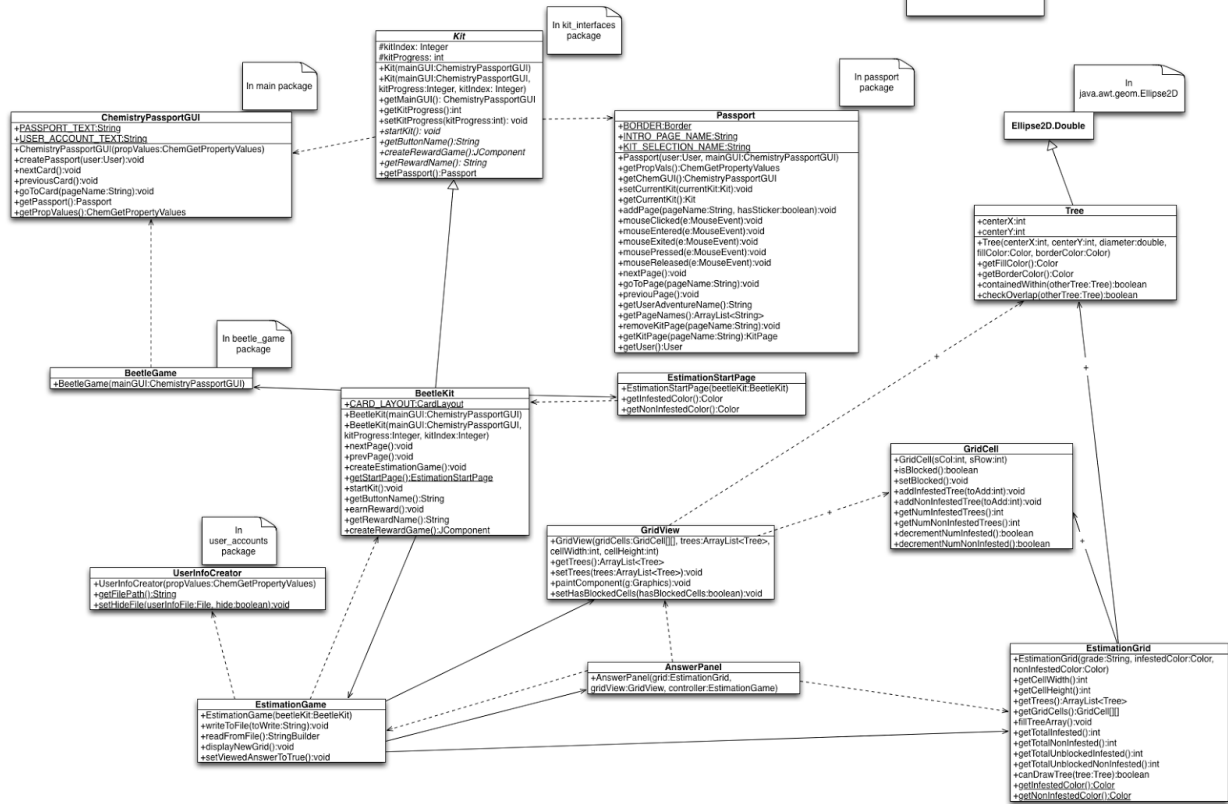 In kit_interfaces
package
Kit
#kitIndex: Integer
#kitProgress: int
+Kit(mainGUI:ChemistryPassportGUI)
+Kit(mainGUI:ChemistryPassportGUI,
kitProgress:Integer, kitIndex: Integer)
+getMainGUI(): ChemistryPassportGUI
+getKitProgress():int
+setKitProgress(kitProgress:int): void
+startKit(): void
+getButtonName():String
+createRewardGame():JComponent
+getRewardName(): String
+getPassport():Passport
In main package
ChemistryPassportGUI
+PASSPORT_TEXT:String
+USER_ACCOUNT_TEXT:String
+ChemistryPassportGUI(propValues:ChemGetPropertyValues)
+createPassport(user:User):void
+nextCard():void
+previousCard():void
+goToCard(pageName:String):void
+getPassport():Passport
+getPropValues():ChemGetPropertyValues
In passport
package
Passport
+BORDER:Border
+INTRO_PAGE_NAME:String
+KIT_SELECTION_NAME:String
+Passport(user:User, mainGUI:ChemistryPassportGUI)
+getPropVals():ChemGetPropertyValues
+getChemGUI():ChemistryPassportGUI
+setCurrentKit(currentKit:Kit):void
+getCurrentKit():Kit
+addPage(pageName:String, hasSticker:boolean):void
+mouseClicked(e:MouseEvent):void
+mouseEntered(e:MouseEvent):void
+mouseExited(e:MouseEvent):void
+mousePressed(e:MouseEvent):void
+mouseReleased(e:MouseEvent):void
+nextPage():void
+goToPage(pageName:String):void
+previouPage():void
+getUserAdventureName():String
+getPageNames():ArrayList<String>
+removeKitPage(pageName:String):void
+getKitPage(pageName:String):KitPage
+getUser():User
In
java.awt.geom.Ellipse2D
Ellipse2D.Double
Tree
+centerX:int
+centerY:int
+Tree(centerX:int, centerY:int, diameter:double,
fillColor:Color, borderColor:Color)
+getFillColor():Color
+getBorderColor():Color
+containedWithin(otherTree:Tree):boolean
+checkOverlap(otherTree:Tree):boolean
In beetle_game
package
BeetleGame
+BeetleGame(mainGUI:ChemistryPassportGUI)
BeetleKit
+CARD_LAYOUT:CardLayout
+BeetleKit(mainGUI:ChemistryPassportGUI)
+BeetleKit(mainGUI:ChemistryPassportGUI,
kitProgress:Integer, kitIndex:Integer)
+nextPage():void
+prevPage():void
+createEstimationGame():void
+getStartPage():EstimationStartPage
+startKit():void
+getButtonName():String
+earnReward():void
+getRewardName():String
+createRewardGame():JComponent
EstimationStartPage
+EstimationStartPage(beetleKit:BeetleKit)
+getInfestedColor():Color
+getNonInfestedColor():Color
+
+
GridCell
+GridCell(sCol:int, sRow:int)
+isBlocked():boolean
+setBlocked():void
+addInfestedTree(toAdd:int):void
+addNonInfestedTree(toAdd:int):void
+getNumInfestedTrees():int
+getNumNonInfestedTrees():int
+decrementNumInfested():boolean
+decrementNumNonInfested():boolean
+
+
GridView
+GridView(gridCells:GridCell[][], trees:ArrayList<Tree>,
cellWidth:int, cellHeight:int)
+getTrees():ArrayList<Tree>
+setTrees(trees:ArrayList<Tree>):void
+paintComponent(g:Graphics):void
+setHasBlockedCells(hasBlockedCells:boolean):void
In
user_accounts
package
UserInfoCreator
+UserInfoCreator(propValues:ChemGetPropertyValues)
+getFilePath():String
+setHideFile(userInfoFile:File, hide:boolean):void
AnswerPanel
+AnswerPanel(grid:EstimationGrid,
gridView:GridView, controller:EstimationGame)
EstimationGame
+EstimationGame(beetleKit:BeetleKit)
+writeToFile(toWrite:String):void
+readFromFile():StringBuilder
+displayNewGrid():void
+setViewedAnswerToTrue():void
EstimationGrid
+EstimationGrid(grade:String, infestedColor:Color,
nonInfestedColor:Color)
+getCellWidth():int
+getCellHeight():int
+getTrees():ArrayList<Tree>
+getGridCells():GridCell[][]
+fillTreeArray():void
+getTotalInfested():int
+getTotalNonInfested():int
+getTotalUnblockedInfested():int
+getTotalUnblockedNonInfested():int
+canDrawTree(tree:Tree):boolean
+getInfestedColor():Color
+getNonInfestedColor():Color